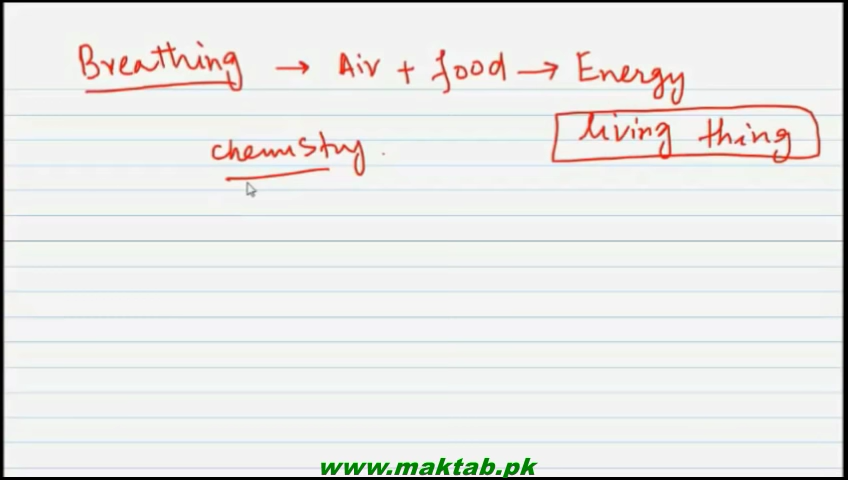 Breathing → Air + food → Energy
living thing
chemistry.
www.maktab.pk